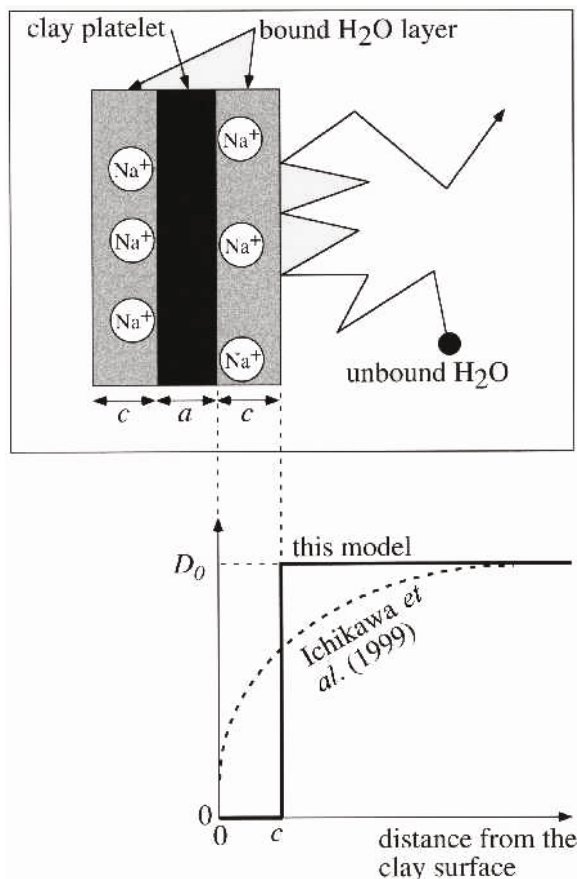 clay platelet
bound H2O layer
Na+
Na+
Na+
Na+
Na+
Na+
unbound H2O
c
a
c
D0
this model
Ichikawa et
al. (1999)
0
0
c
distance from the
clay surface